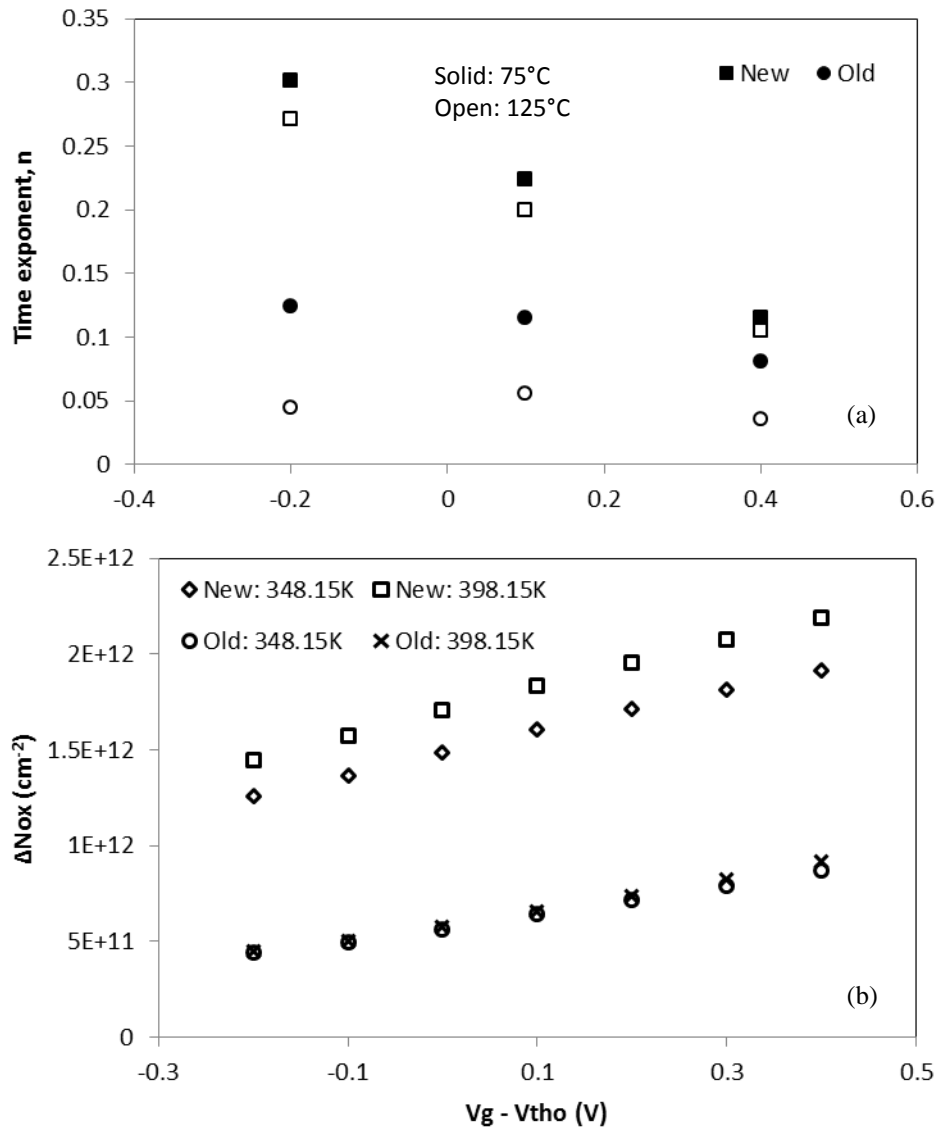 0.35
0.3
0.25
0.2
0.15
0.1
0.05
0
Time exponent, n
Solid: 75°C
Open: 125°C
New Old
(a)
-0.4 -0.2 0 0.2 0.4 0.6
2.5E+12
2E+12
1.5E+12
1E+12
5E+11
0
ΔNox (cm-2)
New: 348.15K New: 398.15K
Old: 348.15K Old: 398.15K
(b)
-0.3 -0.1 0.1 0.3 0.5
Vg - Vtho (V)